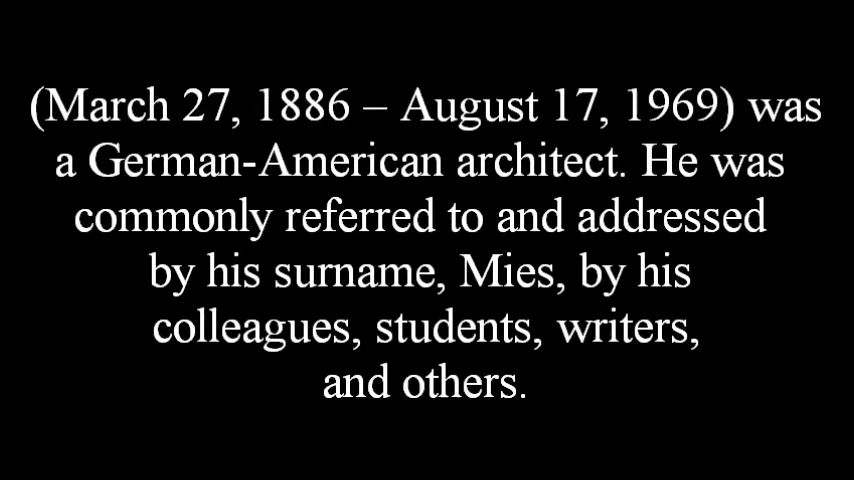 (March 27, 1886 – August 17, 1969) was
a German-American architect. He was
commonly referred to and addressed
by his surname, Mies, by his
colleagues, students, writers,
and others.